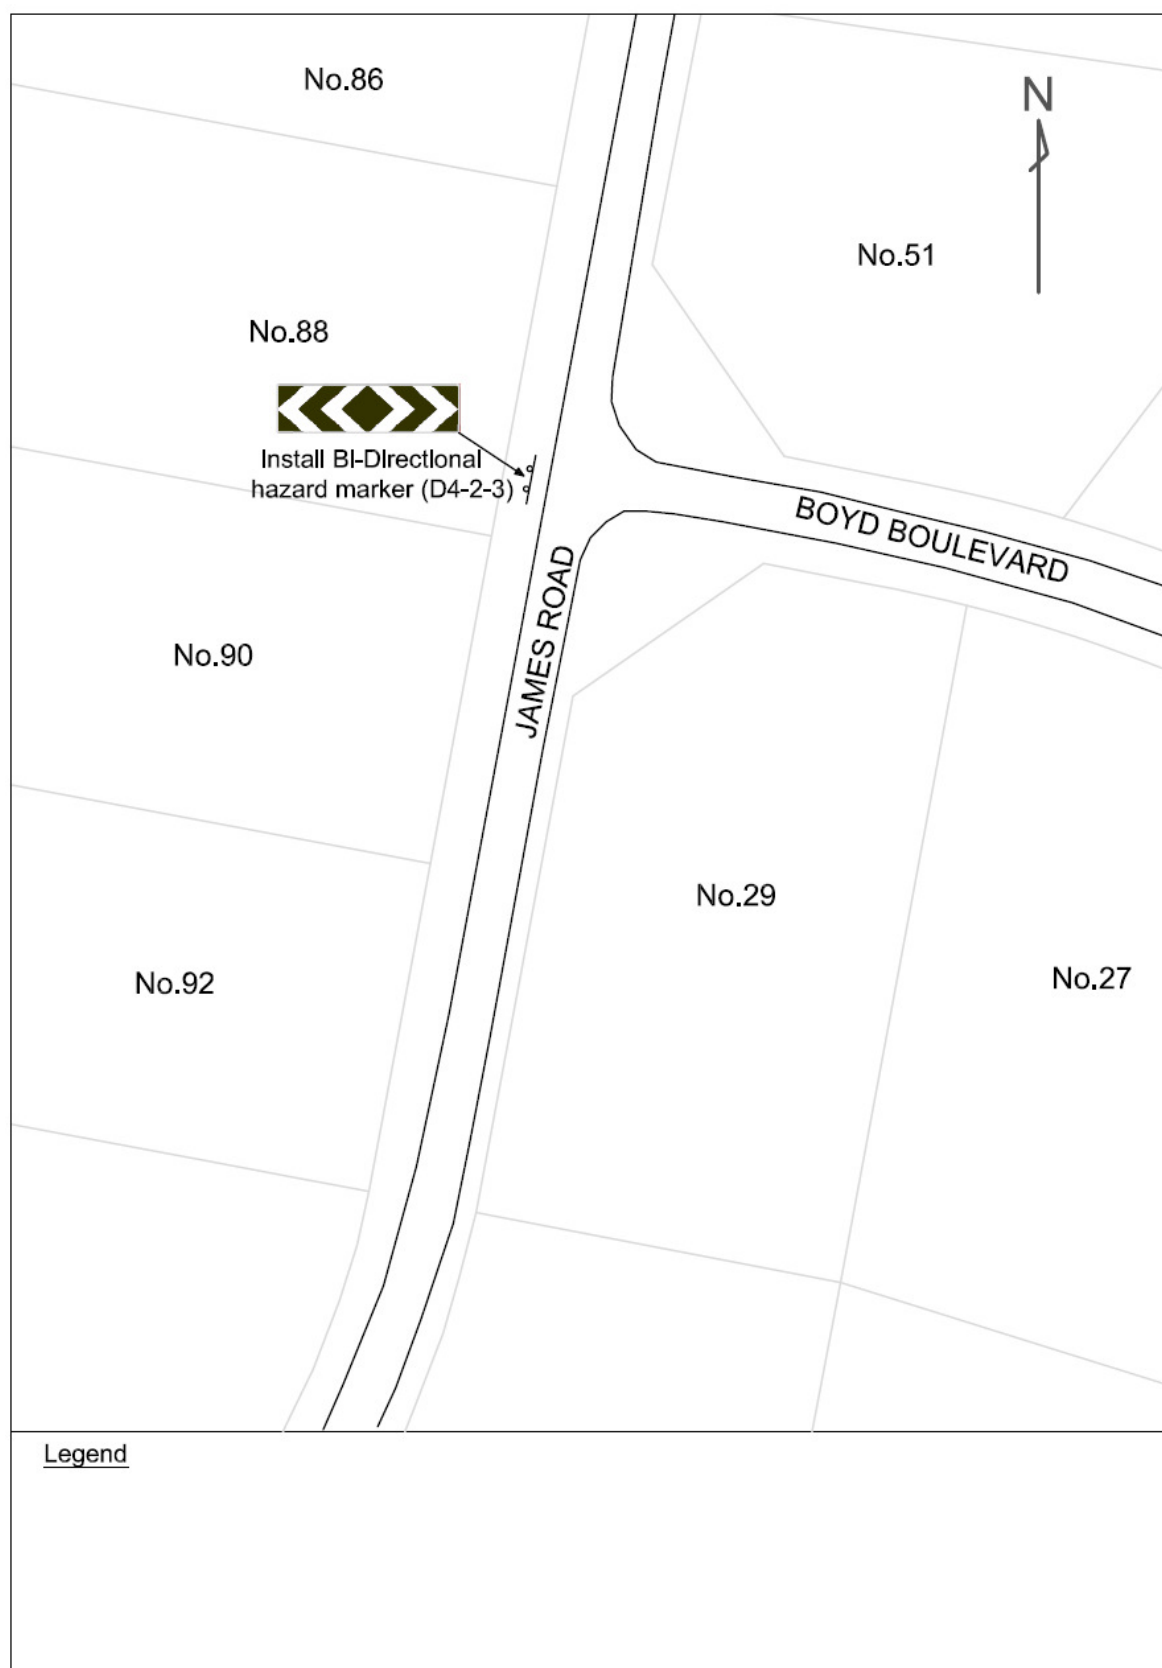 No.86
N
No.51
No.88
Install BI-Directional
hazard marker (D4-2-3)
BOYD BOULEVARD
JAMES ROAD
No.90
No.29
No.27
No.92
Legend